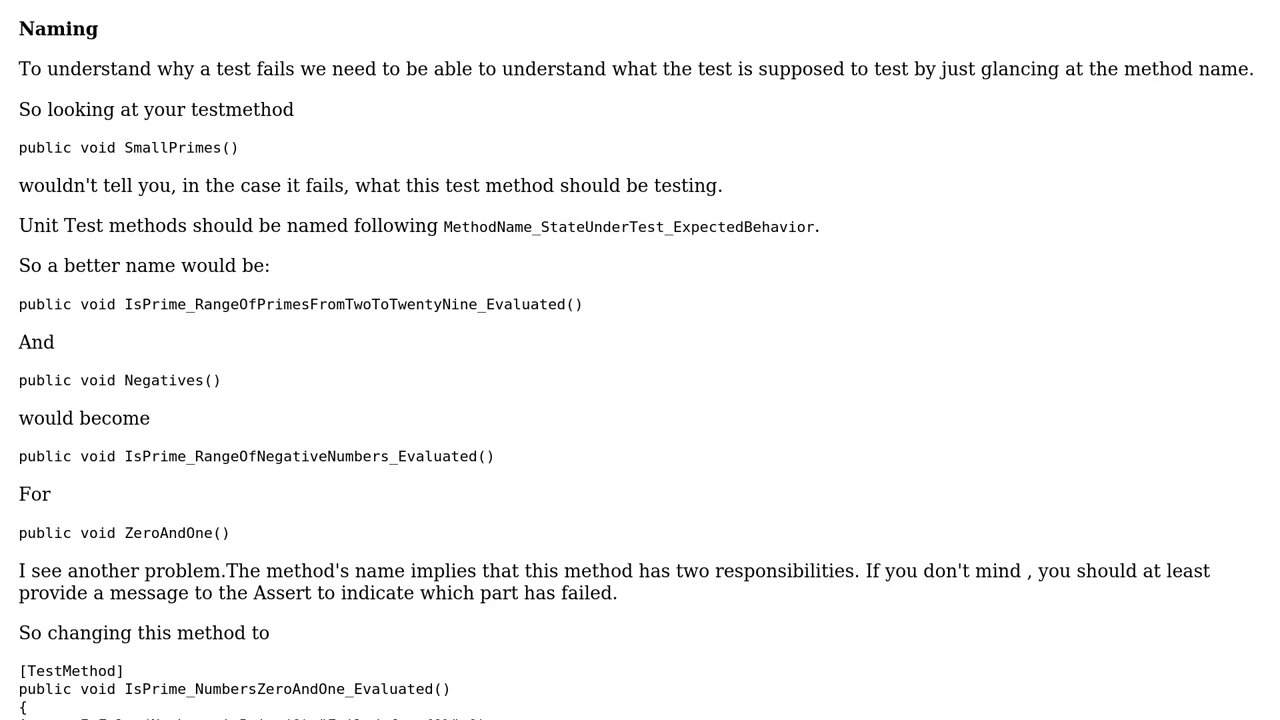 Naming
To understand why a test fails we need to be able to understand what the test is supposed to test by just glancing at the method name.
So looking at your testmethod
public void SmallPrimes()
wouldn't tell you, in the case it fails, what this test method should be testing.
Unit Test methods should be named following MethodName_StateUnderTest_ExpectedBehavior.
So a better name would be:
public void IsPrime_RangeOfPrimesFromTwoToTwentyNine_Evaluated()
And
public void Negatives()
would become
public void IsPrime_RangeOfNegativeNumbers_Evaluated()
For
public void ZeroAndOne()
I see another problem.The method's name implies that this method has two responsibilities. If you don't mind , you should at least
provide a message to the Assert to indicate which part has failed.
So changing this method to
[TestMethod]
public void IsPrime_NumbersZeroAndOne_Evaluated()
{